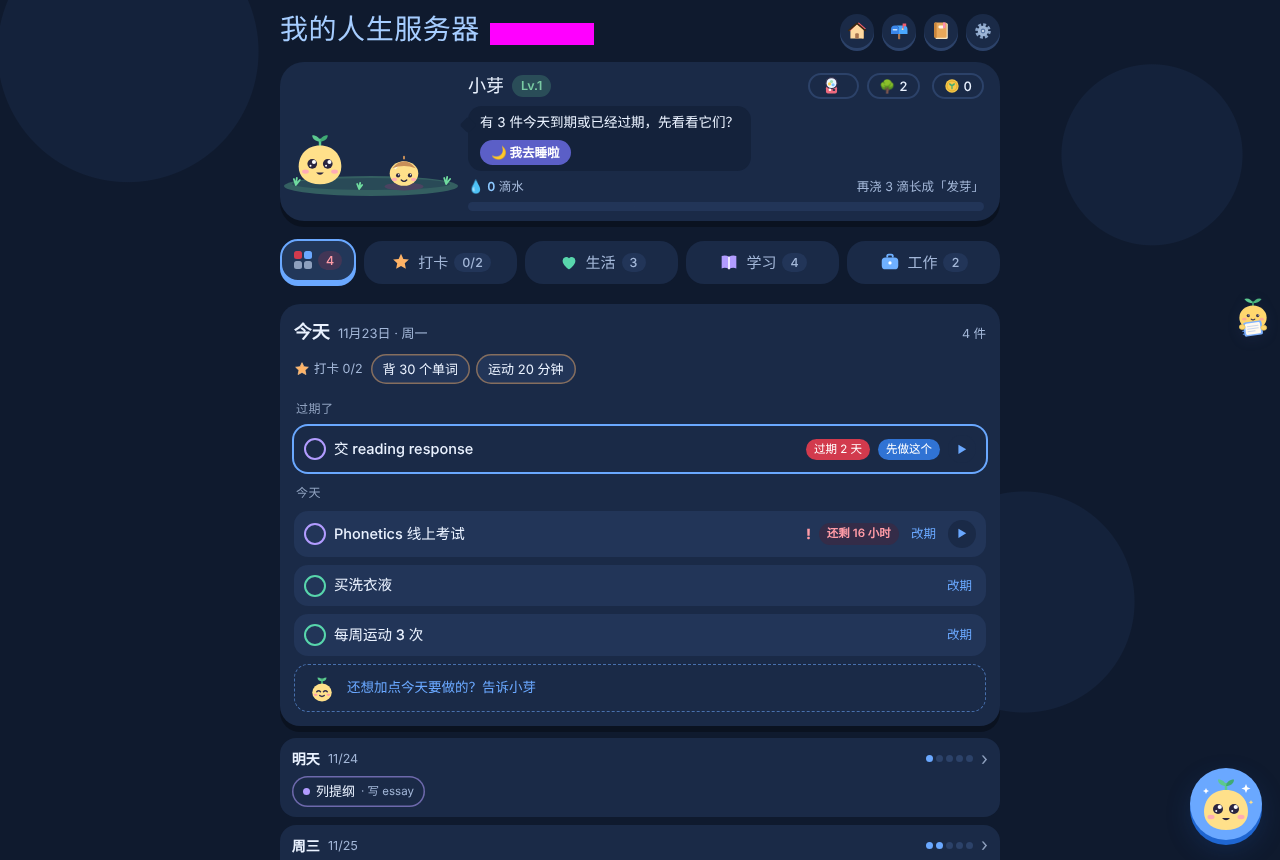 我的人生服务器
小芽 Lv.1 2 0
有 3 件今天到期或已经过期，先看看它们？
🌙 我去睡啦
💧 0 滴水 再浇 3 滴长成「发芽」
4 打卡 0/2 生活 3 学习 4 工作 2
今天 11月23日 · 周一 4 件
打卡 0/2 背 30 个单词 运动 20 分钟
过期了
交 reading response 过期 2 天 先做这个
今天
Phonetics 线上考试 ! 还剩 16 小时 改期
买洗衣液 改期
每周运动 3 次 改期
还想加点今天要做的？告诉小芽
明天 11/24
列提纲 · 写 essay
周三 11/25